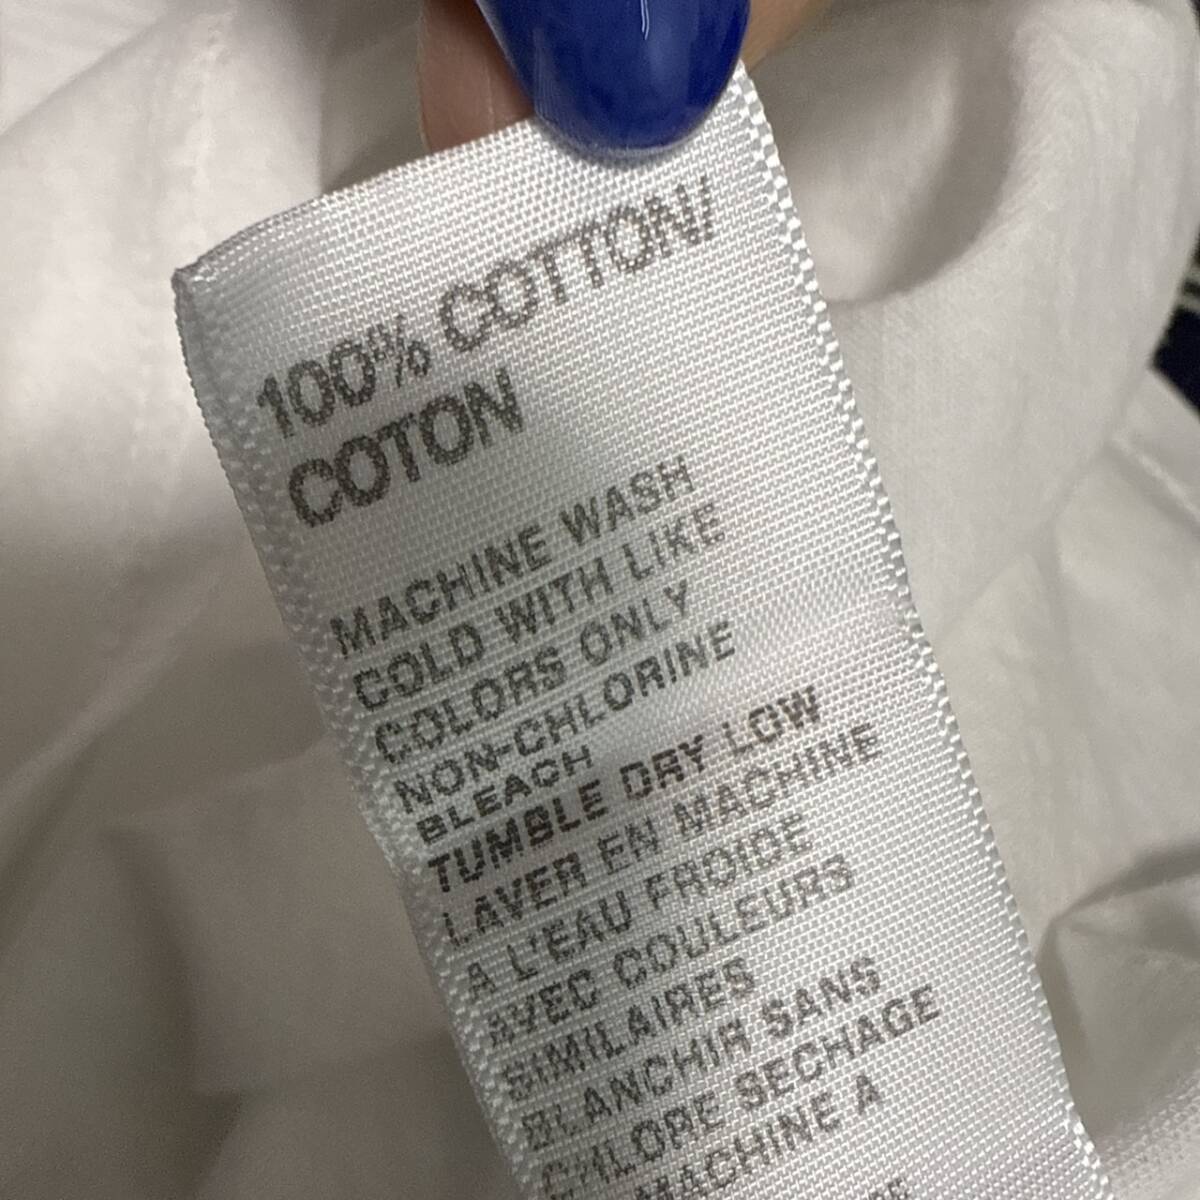 100% COTTON/
COTON
MACHINE WASH
COLD WITH LIKE
COLORS ONLY
NON-CHLORINE
BLEACH
TUMBLE DRY LOW
LAVER EN MACHINE
A L'EAU FROIDE
AVEC COULEURS
SIMILAIRES
BLANCHIR SANS
CHLORE SECHAGE
MACHINE A